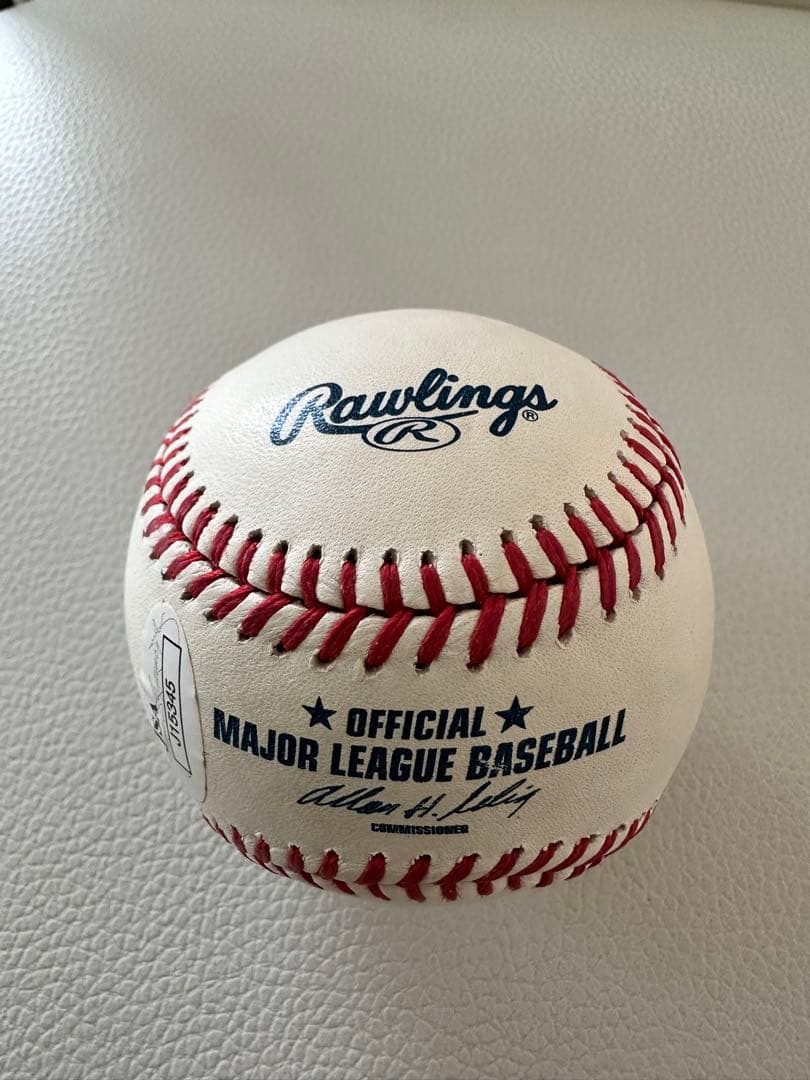 Rawlings®
R
★ OFFICIAL ★
MAJOR LEAGUE BASEBALL
Allan H. Selig
COMMISSIONER
J15345